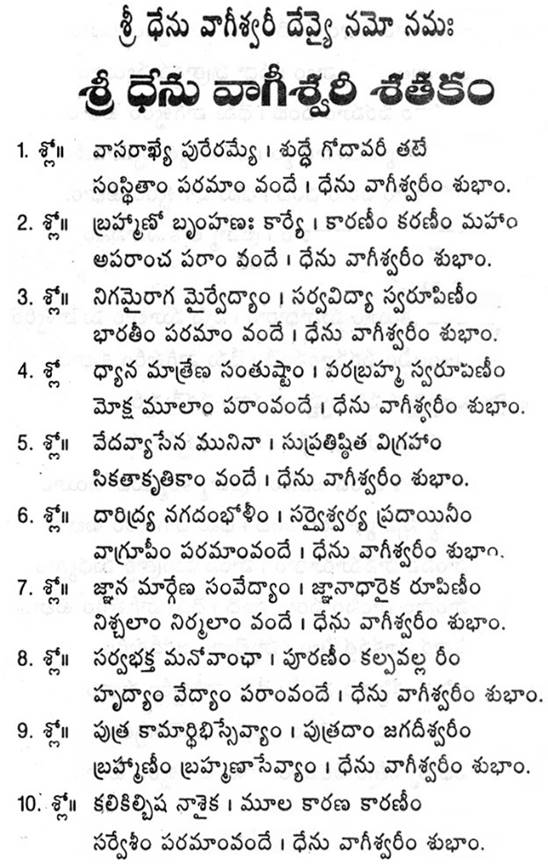 శ్రీ ధేను వాగీశ్వరీ దేవ్యై నమో నమః
శ్రీ ధేను వాగీశ్వరీ శతకం
1. శ్లో॥ వాసరాఖ్యే పురేరమ్యే । శుద్ధే గోదావరీ తటే
సంస్థితాం పరమాం వందే । ధేను వాగీశ్వరీం శుభాం.
2. శ్లో॥ బ్రహ్మాణో బృంహణః కార్యే । కారణీం కరణీం మహాం
అపరాంచ పరాం వందే । ధేను వాగీశ్వరీం శుభాం.
3. శ్లో॥ నిగమైరాగ మైర్వేద్యాం । సర్వవిద్యా స్వరూపిణీం
భారతీం పరమాం వందే । ధేను వాగీశ్వరీం శుభాం.
4. శ్లో॥ ధ్యాన మాత్రేణ సంతుష్టాం । పరబ్రహ్మ స్వరూపిణీం
మోక్ష మూలాం పరాంవందే । ధేను వాగీశ్వరీం శుభాం.
5. శ్లో॥ వేదవ్యాసేన మునినా । సుప్రతిష్ఠిత విగ్రహాం
సికతాకృతికాం వందే । ధేను వాగీశ్వరీం శుభాం.
6. శ్లో॥ దారిద్ర్య నగదంభోళీం । సర్వైశ్వర్య ప్రదాయినీం
వాగ్రూపీం పరమాంవందే । ధేను వాగీశ్వరీం శుభాం.
7. శ్లో॥ జ్ఞాన మార్గేణ సంవేద్యాం । జ్ఞానాధారైక రూపిణీం
నిశ్చలాం నిర్మలాం వందే । ధేను వాగీశ్వరీం శుభాం.
8. శ్లో॥ సర్వభక్త మనోవాంఛా । పూరణీం కల్పవల్ల రీం
హృద్యాం వేద్యాం పరాంవందే । ధేను వాగీశ్వరీం శుభాం.
9. శ్లో॥ పుత్ర కామార్థిభిస్సేవ్యాం । పుత్రదాం జగదీశ్వరీం
బ్రహ్మాణీం బ్రహ్మణాసేవ్యాం । ధేను వాగీశ్వరీం శుభాం.
10. శ్లో॥ కలికిల్బిష నాశైక । మూల కారణ కారణీం
సర్వేశీం పరమాంవందే । ధేను వాగీశ్వరీం శుభాం.